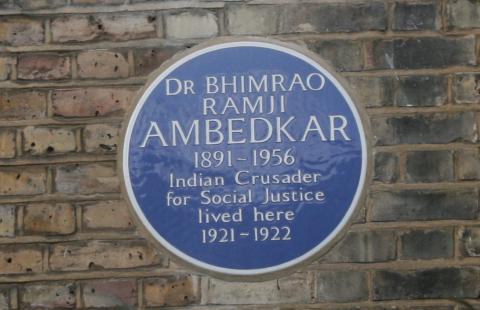 Dr BHIMRAO
RAMJI
AMBEDKAR
1891-1956
Indian Crusader
for Social Justice
lived here
1921~1922